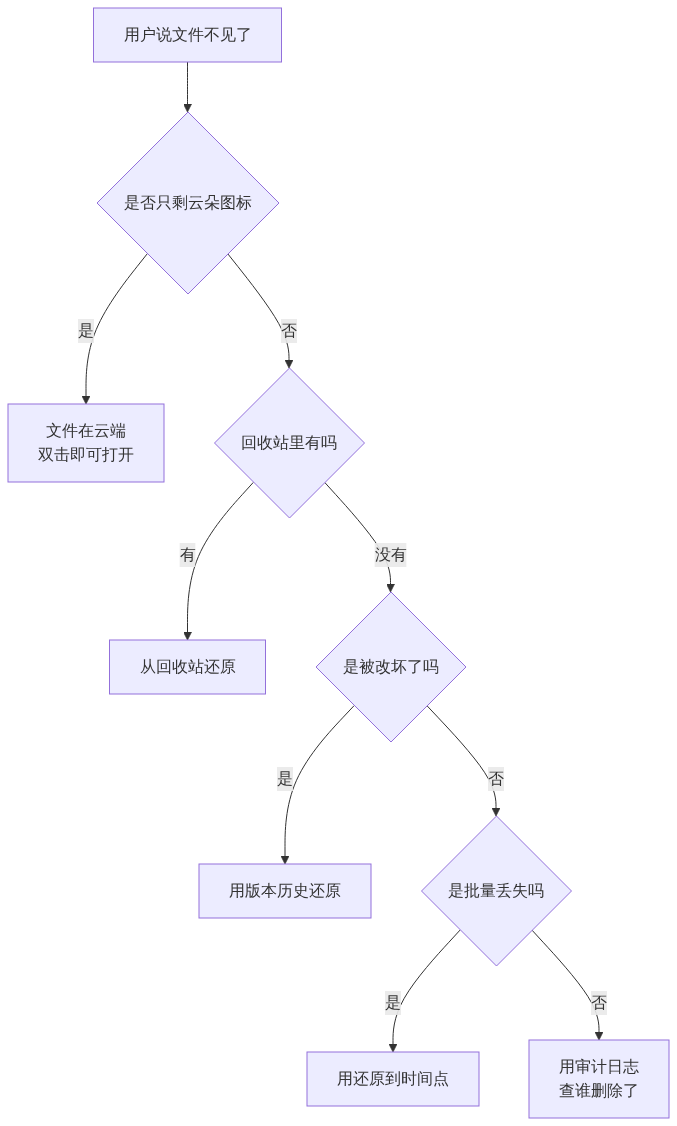 用户说文件不见了
是否只剩云朵图标
是
否
文件在云端
双击即可打开
回收站里有吗
有
没有
从回收站还原
是被改坏了吗
是
否
用版本历史还原
是批量丢失吗
是
否
用还原到时间点
用审计日志
查谁删除了